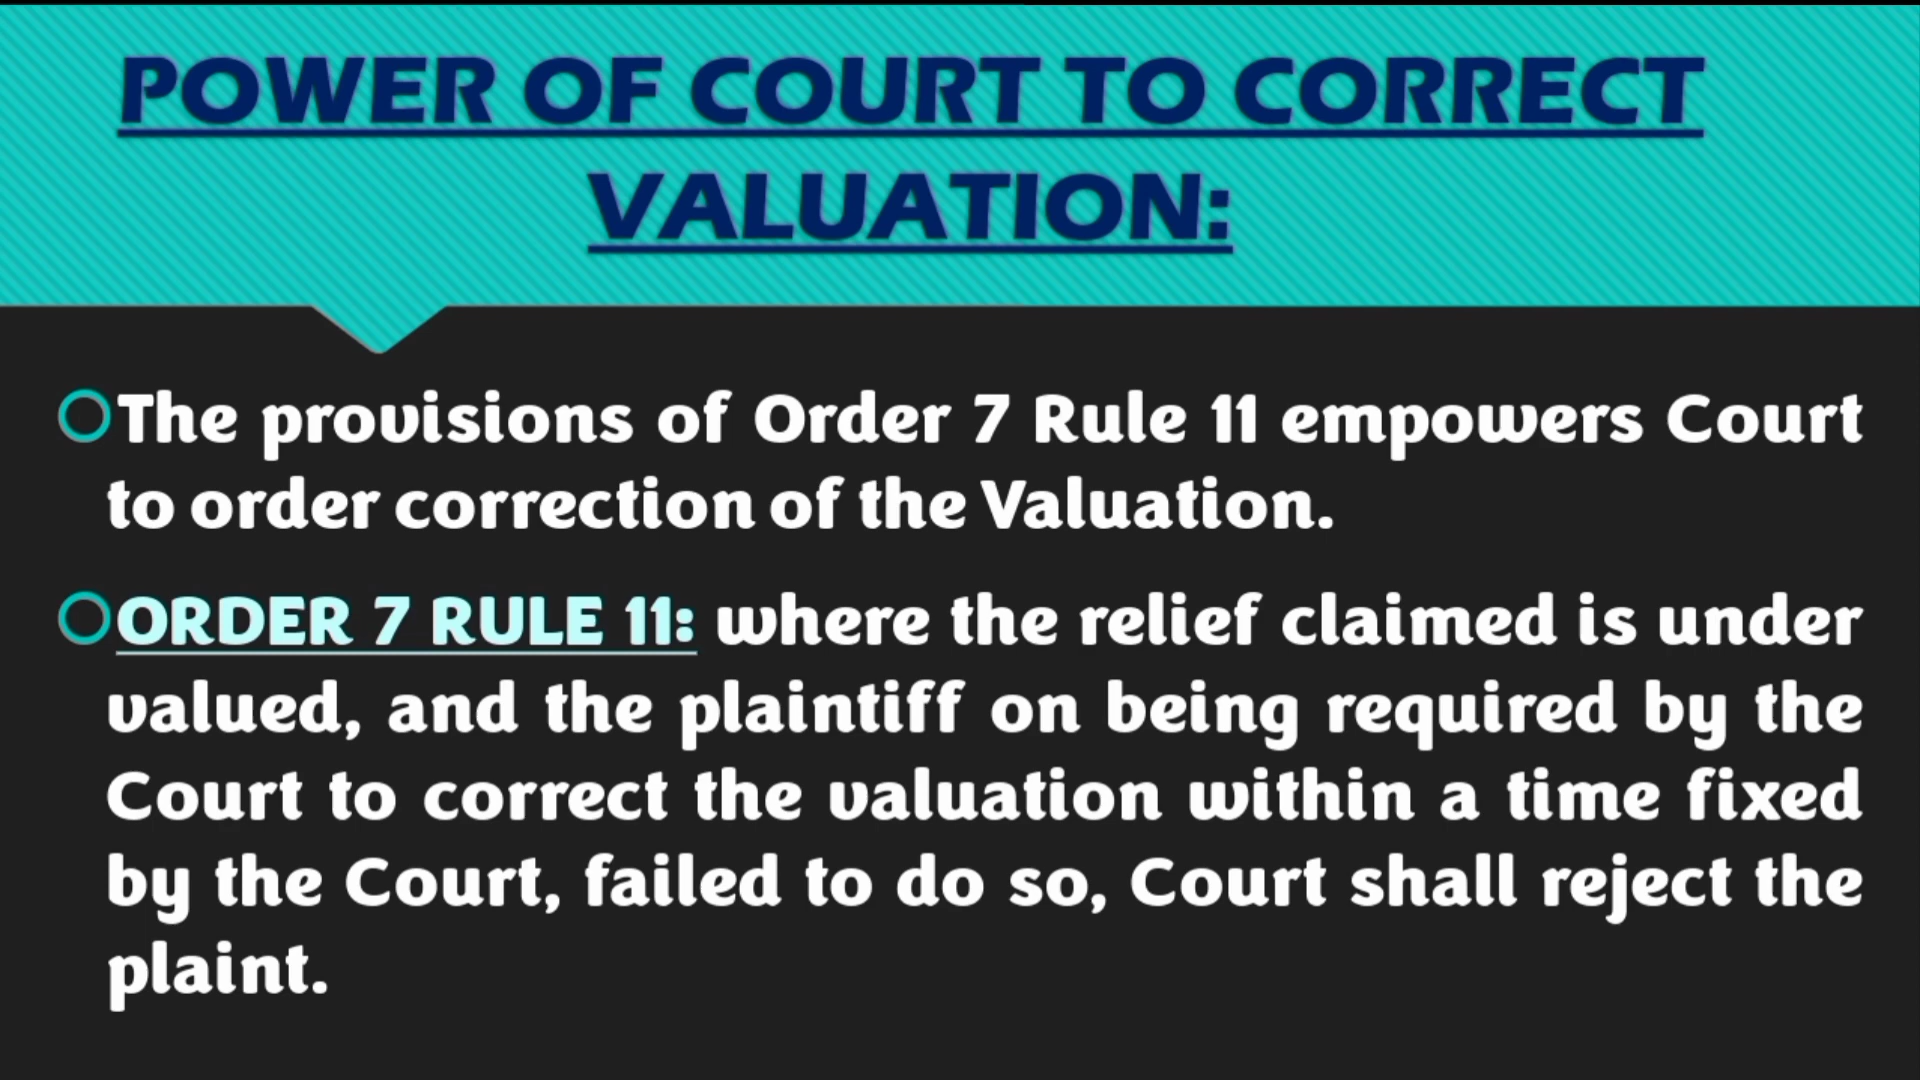 POWER OF COURT TO CORRECT
VALUATION:
The provisions of Order 7 Rule 11 empowers Court
to order correction of the Valuation.
ORDER 7 RULE 11: where the relief claimed is under
valued, and the plaintiff on being required by the
Court to correct the valuation within a time fixed
by the Court, failed to do so, Court shall reject the
plaint.